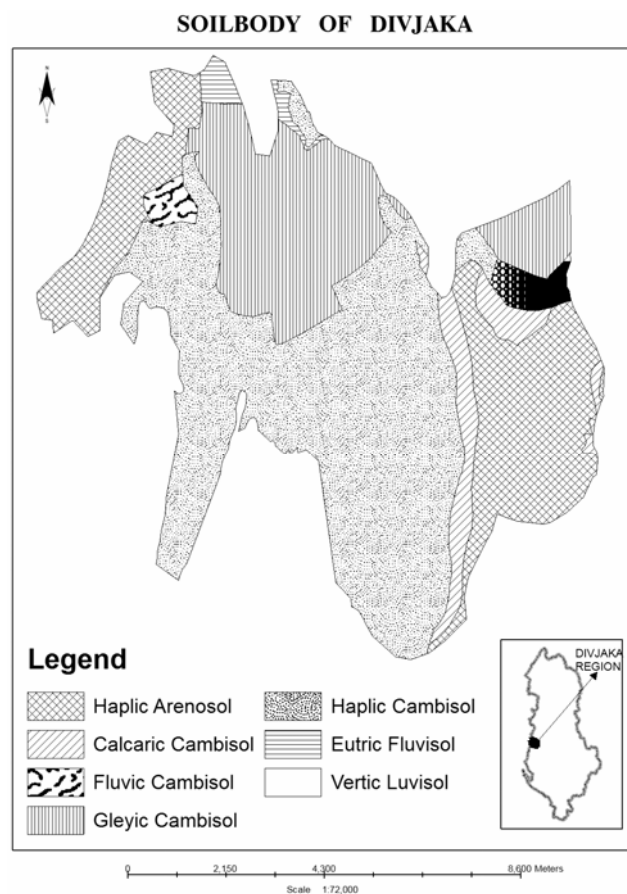 SOILBODY OF DIVJAKA
N
S
Legend
Haplic Arenosol
Haplic Cambisol
Calcaric Cambisol
Eutric Fluvisol
Fluvic Cambisol
Vertic Luvisol
Gleyic Cambisol
DIVJAKA
REGION
0 2,150 4,300 8,600 Meters
Scale 1:72,000